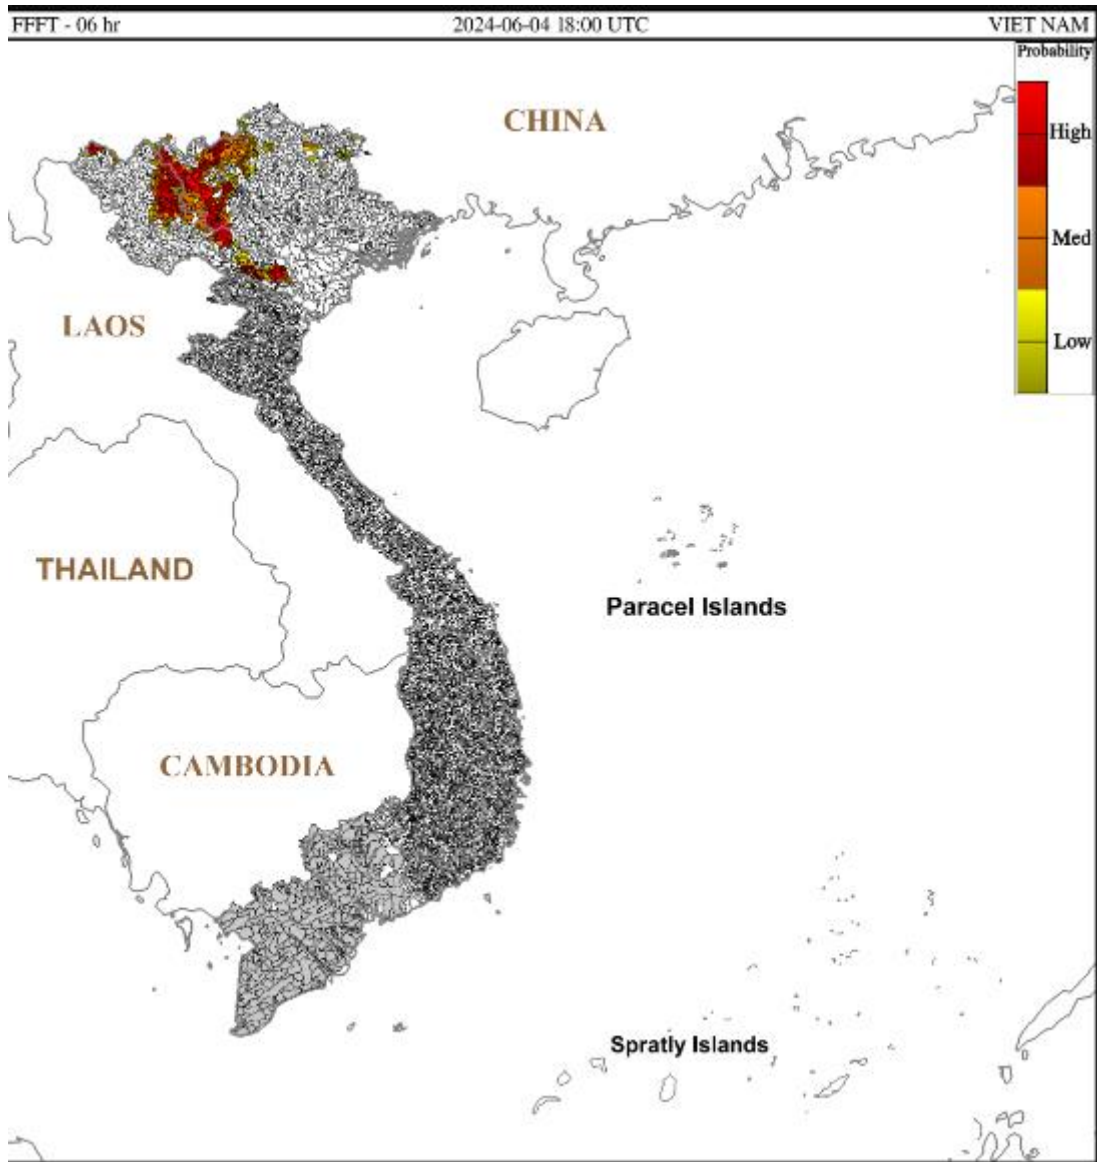 FFFT - 06 hr 2024-06-04 18:00 UTC VIET NAM
Probability
CHINA
High
Med
LAOS
Low
THAILAND
Paracel Islands
CAMBODIA
Spratly Islands